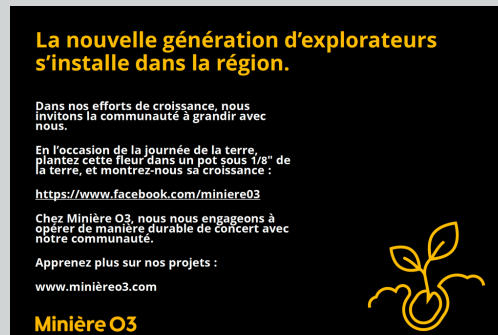 La nouvelle génération d'explorateurs
s'installe dans la région.
Dans nos efforts de croissance, nous
invitons la communauté à grandir avec
nous.
En l'occasion de la journée de la terre,
plantez cette fleur dans un pot sous 1/8" de
la terre, et montrez-nous sa croissance :
https://www.facebook.com/miniere03
Chez Minière O3, nous nous engageons à
opérer de manière durable de concert avec
notre communauté.
Apprenez plus sur nos projets :
www.minièreo3.com
Minière O3